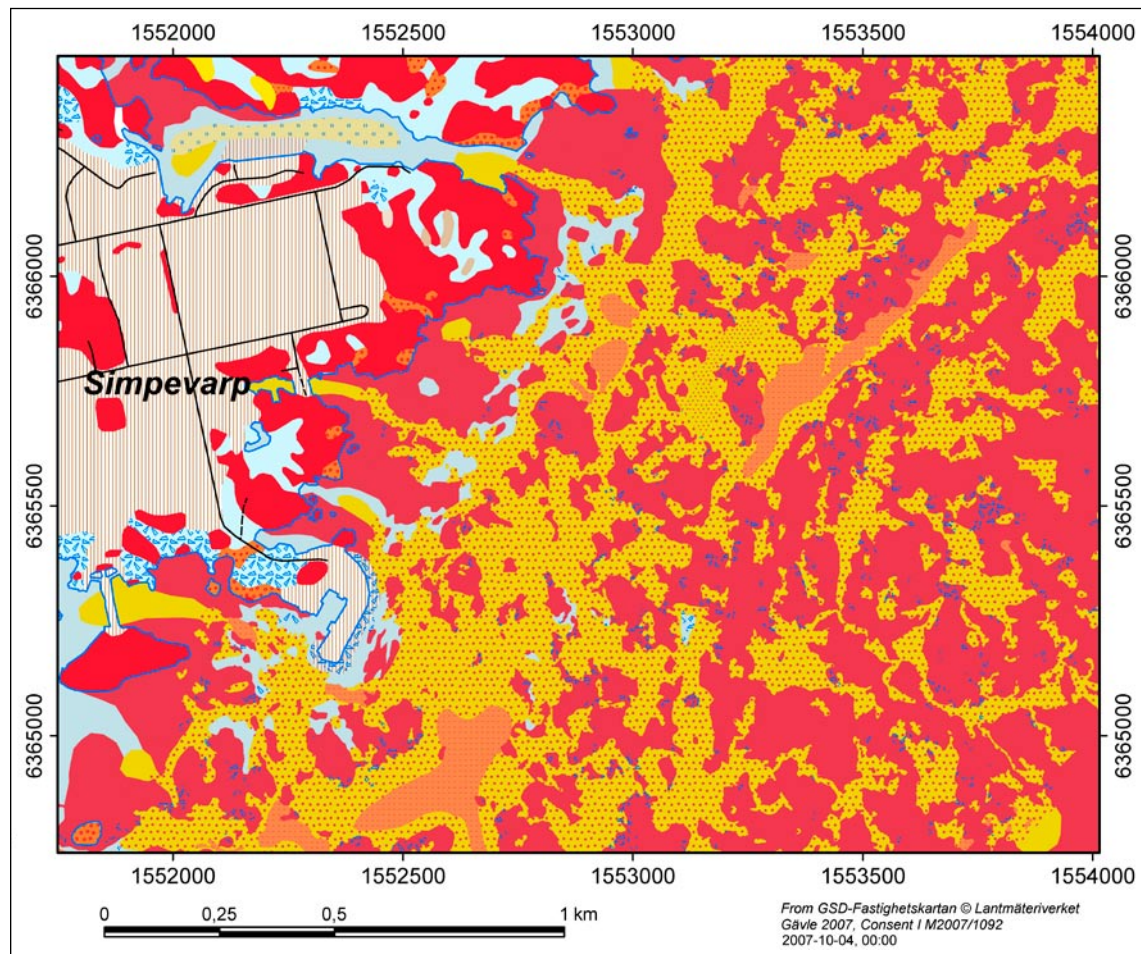 1552000 1552500 1553000 1553500 1554000
6366000 6366000
Simpevarp
6365500 6365500
6365000 6365000
1552000 1552500 1553000 1553500 1554000
0 0,25 0,5 1 km
From GSD-Fastighetskartan © Lantmäteriverket
Gävle 2007, Consent I M2007/1092
2007-10-04, 00:00